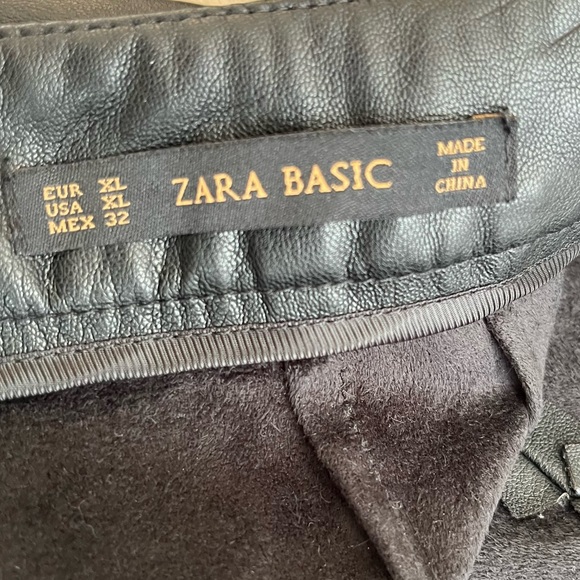 EUR XL
USA XL
MEX 32
ZARA BASIC
MADE
IN
CHINA